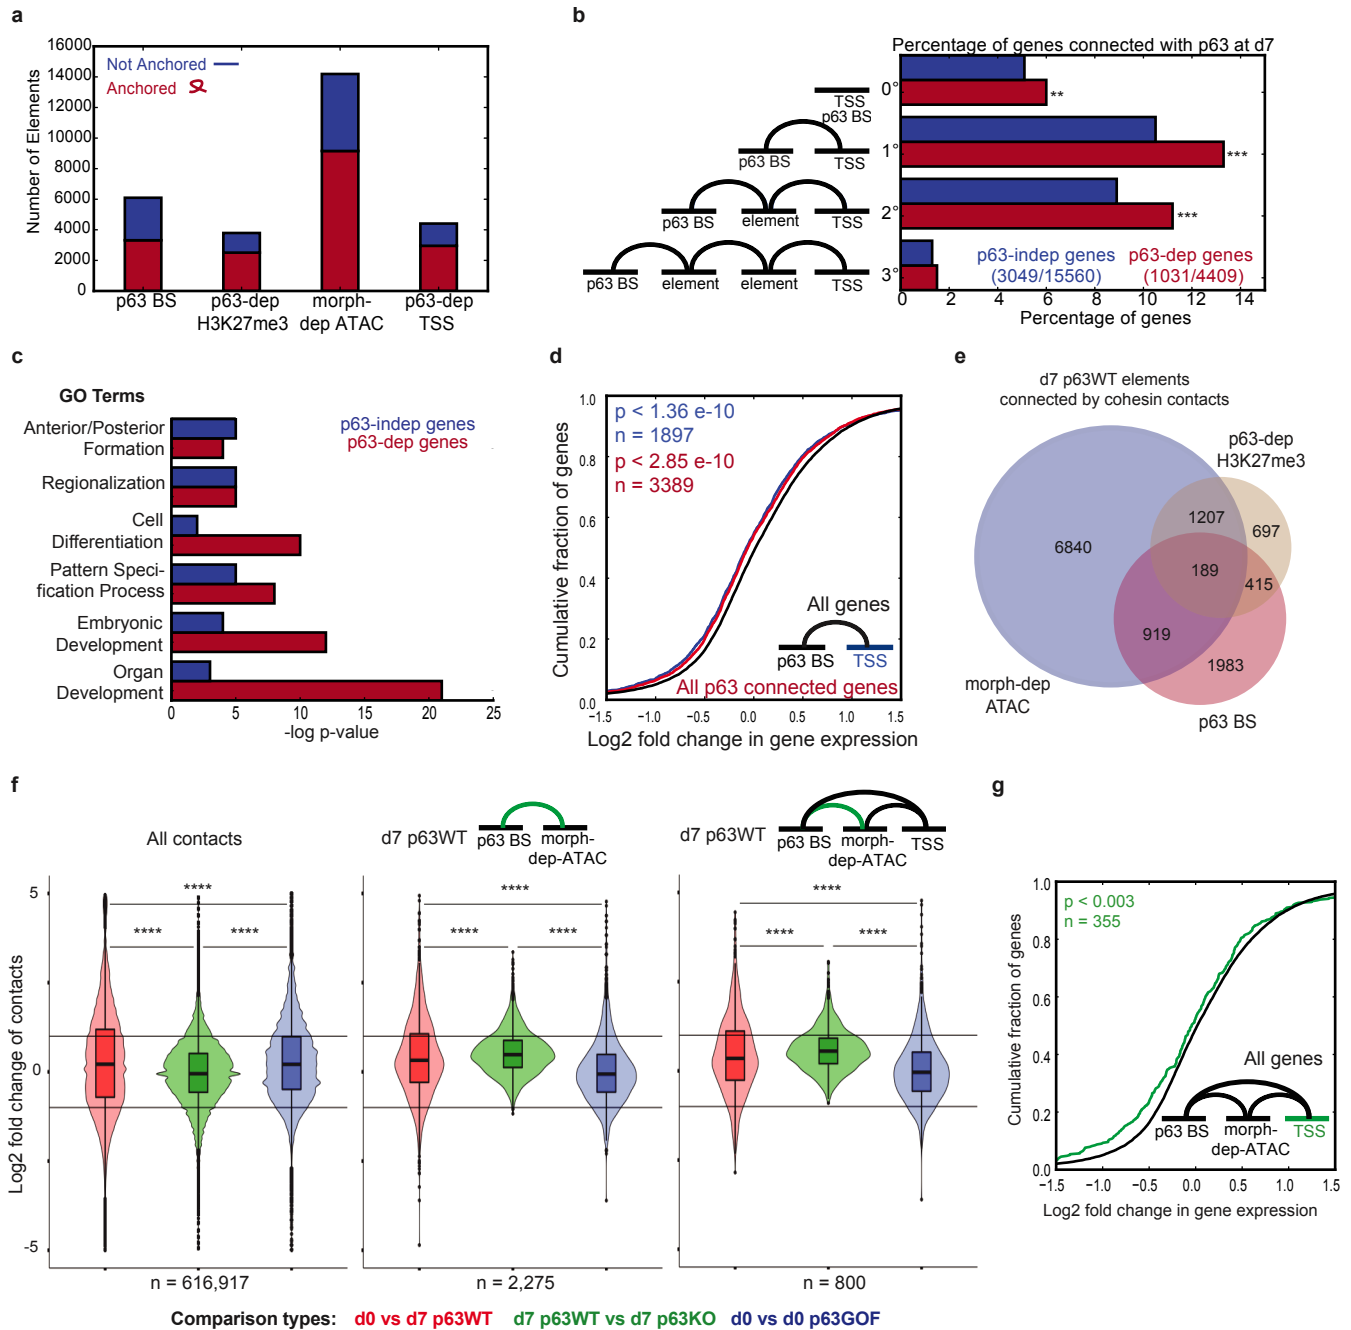 a
Number of Elements
16000
14000
12000
10000
8000
6000
4000
2000
0
Not Anchored
Anchored
p63 BS
p63-dep
H3K27me3
morph-
dep ATAC
p63-dep
TSS
b
Percentage of genes connected with p63 at d7
TSS
p63 BS
0°
**
p63 BS
TSS
1°
***
p63 BS
element
TSS
2°
***
p63 BS
element
element
TSS
3°
p63-indep genes
(3049/15560)
p63-dep genes
(1031/4409)
0 2 4 6 8 10 12 14
Percentage of genes
c
GO Terms
p63-indep genes
p63-dep genes
Anterior/Posterior
Formation
Regionalization
Cell
Differentiation
Pattern Speci-
fication Process
Embryonic
Development
Organ
Development
0 5 10 15 20 25
-log p-value
d
Cumulative fraction of genes
1.0
0.8
0.6
0.4
0.2
0.0
p < 1.36 e-10
n = 1897
p < 2.85 e-10
n = 3389
All genes
p63 BS
TSS
All p63 connected genes
−1.5 −1.0 −0.5 0.0 0.5 1.0 1.5
Log2 fold change in gene expression
e
d7 p63WT elements
connected by cohesin contacts
p63-dep
H3K27me3
1207
697
6840
189
415
919
1983
morph-dep
ATAC
p63 BS
f
Log2 fold change of contacts
5
0
-5
All contacts
****
**** ****
n = 616,917
d7 p63WT
p63 BS
morph-
dep-ATAC
****
**** ****
n = 2,275
d7 p63WT
p63 BS
morph-
dep-ATAC
TSS
****
**** ****
n = 800
Comparison types: d0 vs d7 p63WT d7 p63WT vs d7 p63KO d0 vs d0 p63GOF
g
Cumulative fraction of genes
1.0
0.8
0.6
0.4
0.2
0.0
p < 0.003
n = 355
All genes
p63 BS
morph-
dep-ATAC
TSS
−1.5 −1.0 −0.5 0.0 0.5 1.0 1.5
Log2 fold change in gene expression